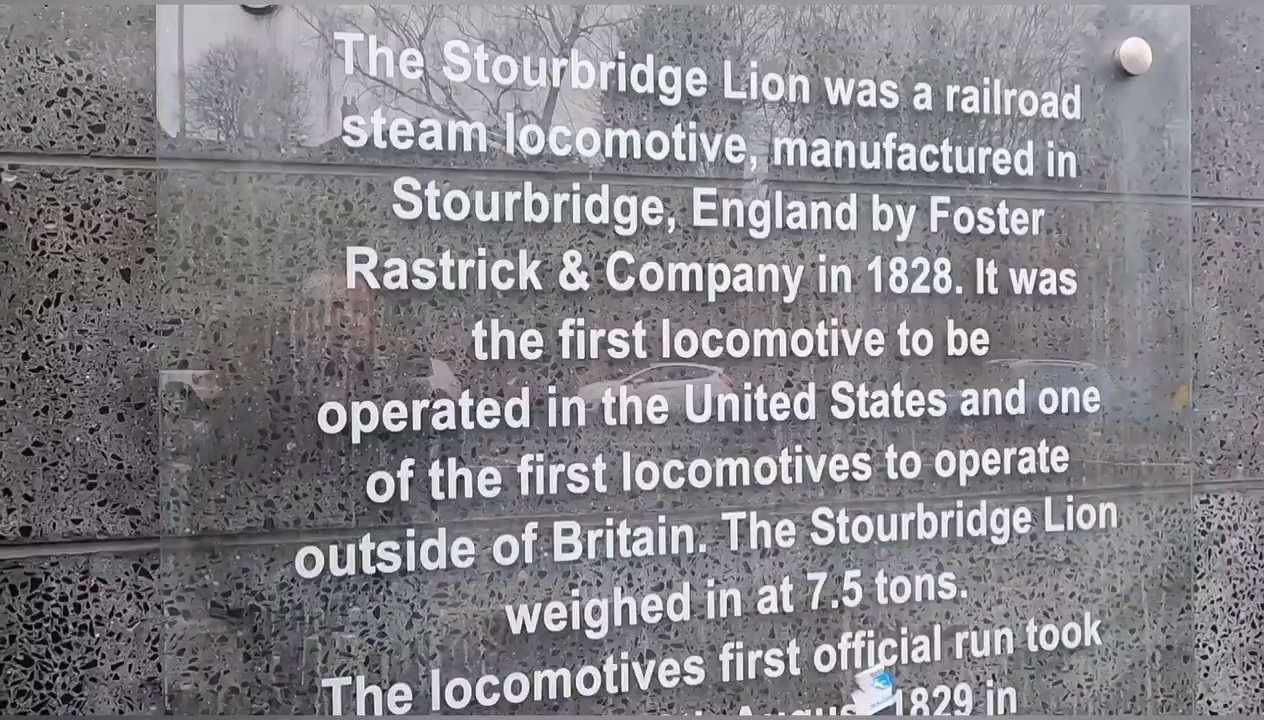 The Stourbridge Lion was a railroad
steam locomotive, manufactured in
Stourbridge, England by Foster
Rastrick & Company in 1828. It was
the first locomotive to be
operated in the United States and one
of the first locomotives to operate
outside of Britain. The Stourbridge Lion
weighed in at 7.5 tons.
The locomotives first official run took
1829 in